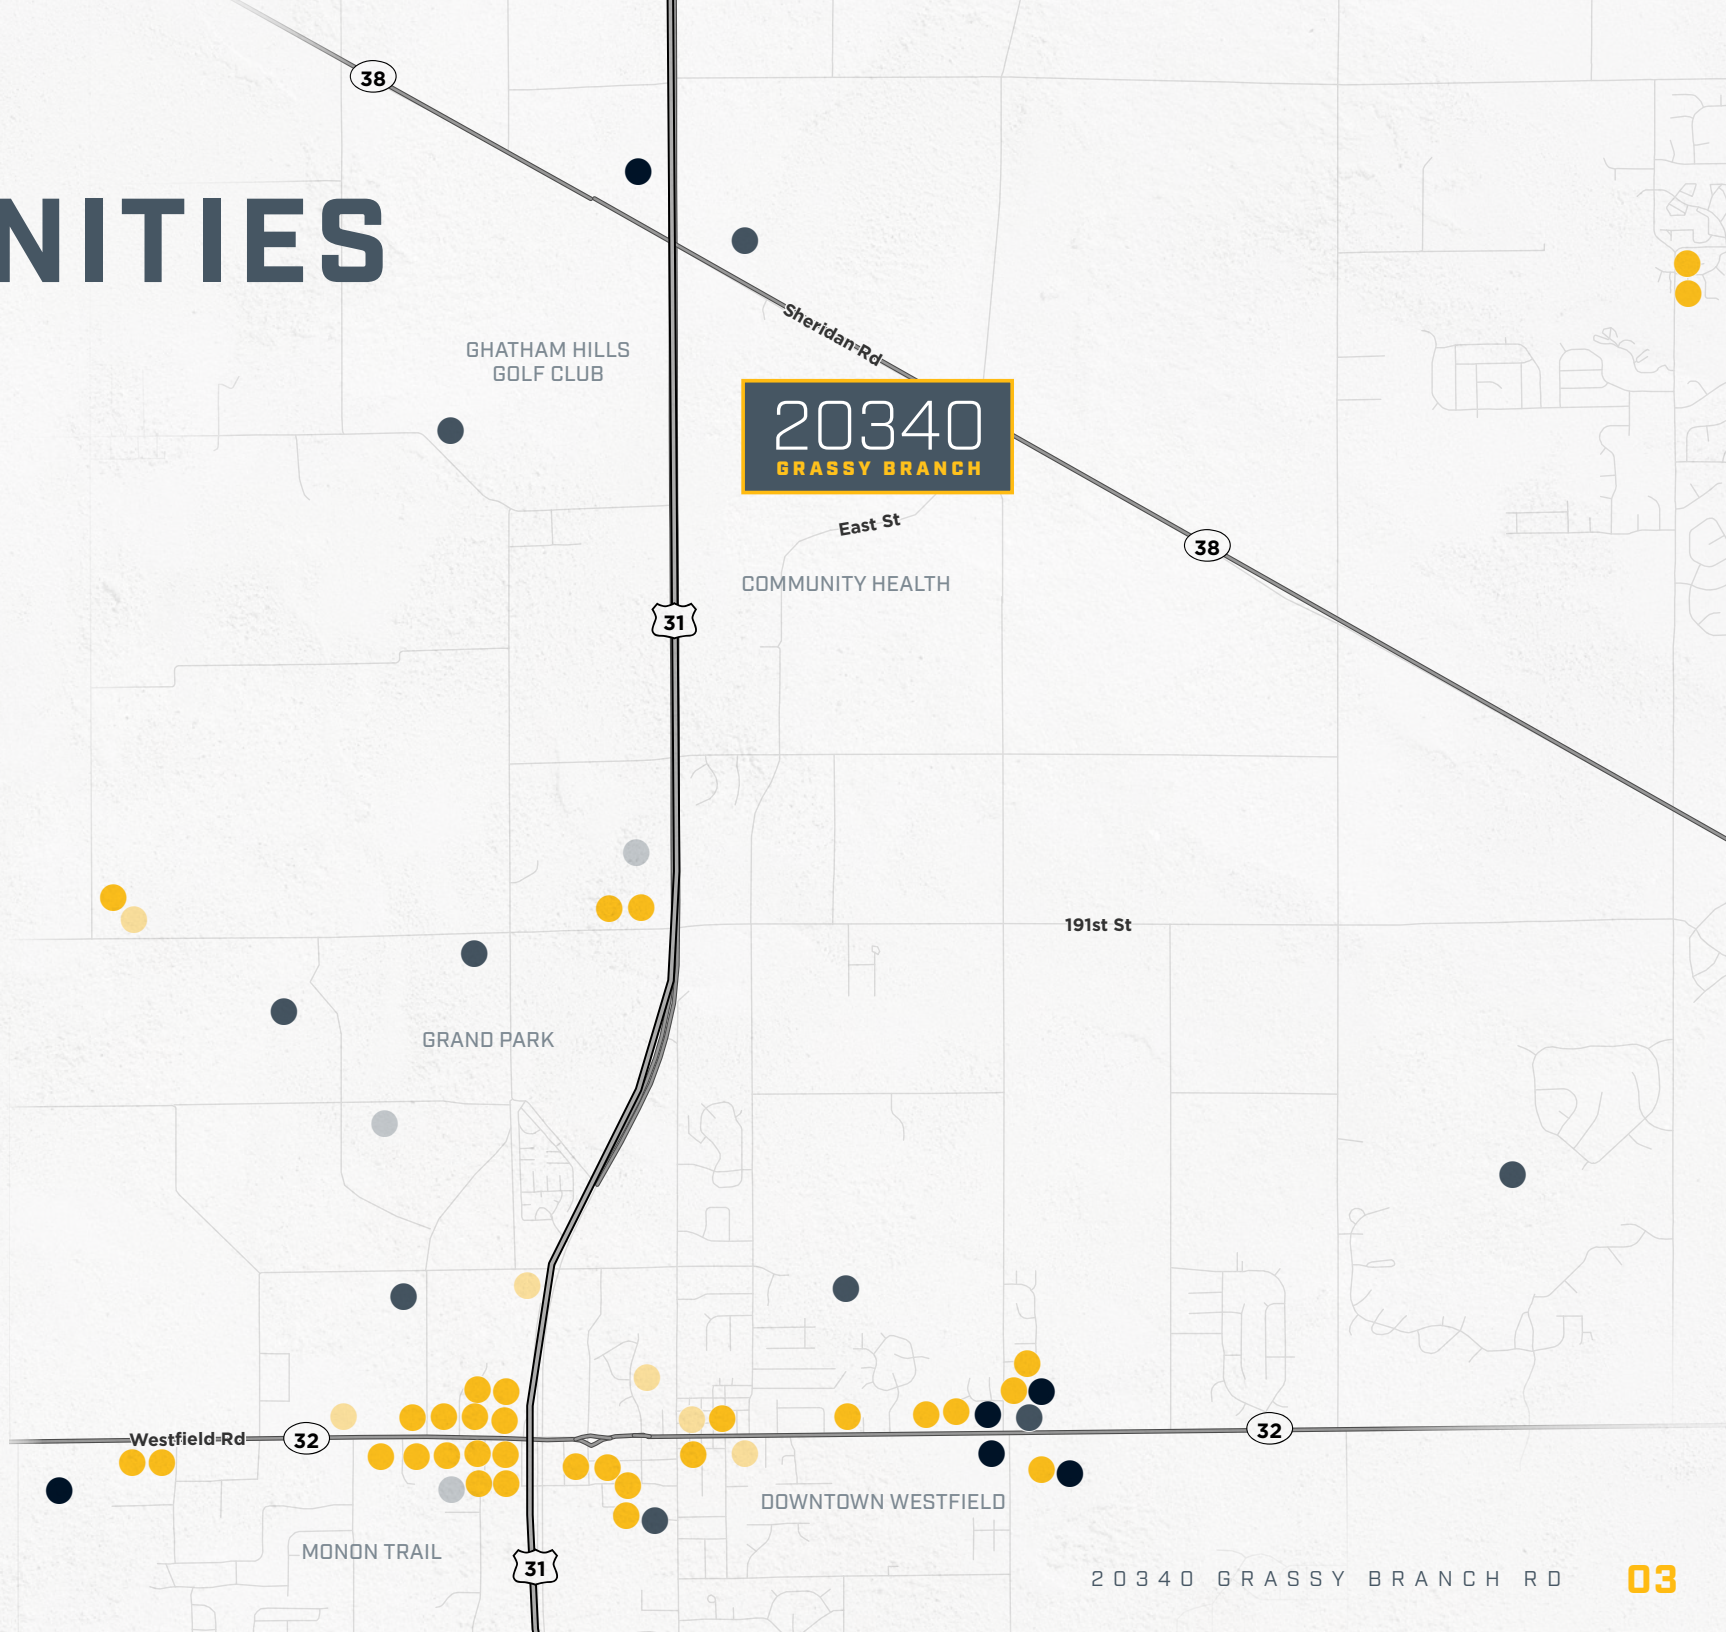 38
NITIES
Sheridan Rd
GHATHAM HILLS
GOLF CLUB
20340
GRASSY BRANCH
East St
38
COMMUNITY HEALTH
31
191st St
GRAND PARK
Westfield Rd
32
32
DOWNTOWN WESTFIELD
MONON TRAIL
31
20340 GRASSY BRANCH RD
03